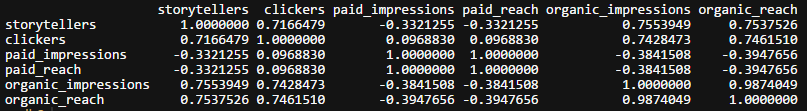 storytellers clickers paid_impressions paid_reach organic_impressions organic_reach
storytellers 1.0000000 0.7166479 -0.3321255 -0.3321255 0.7553949 0.7537526
clickers 0.7166479 1.0000000 0.0968830 0.0968830 0.7428473 0.7461510
paid_impressions -0.3321255 0.0968830 1.0000000 1.0000000 -0.3841508 -0.3947656
paid_reach -0.3321255 0.0968830 1.0000000 1.0000000 -0.3841508 -0.3947656
organic_impressions 0.7553949 0.7428473 -0.3841508 -0.3841508 1.0000000 0.9874049
organic_reach 0.7537526 0.7461510 -0.3947656 -0.3947656 0.9874049 1.0000000